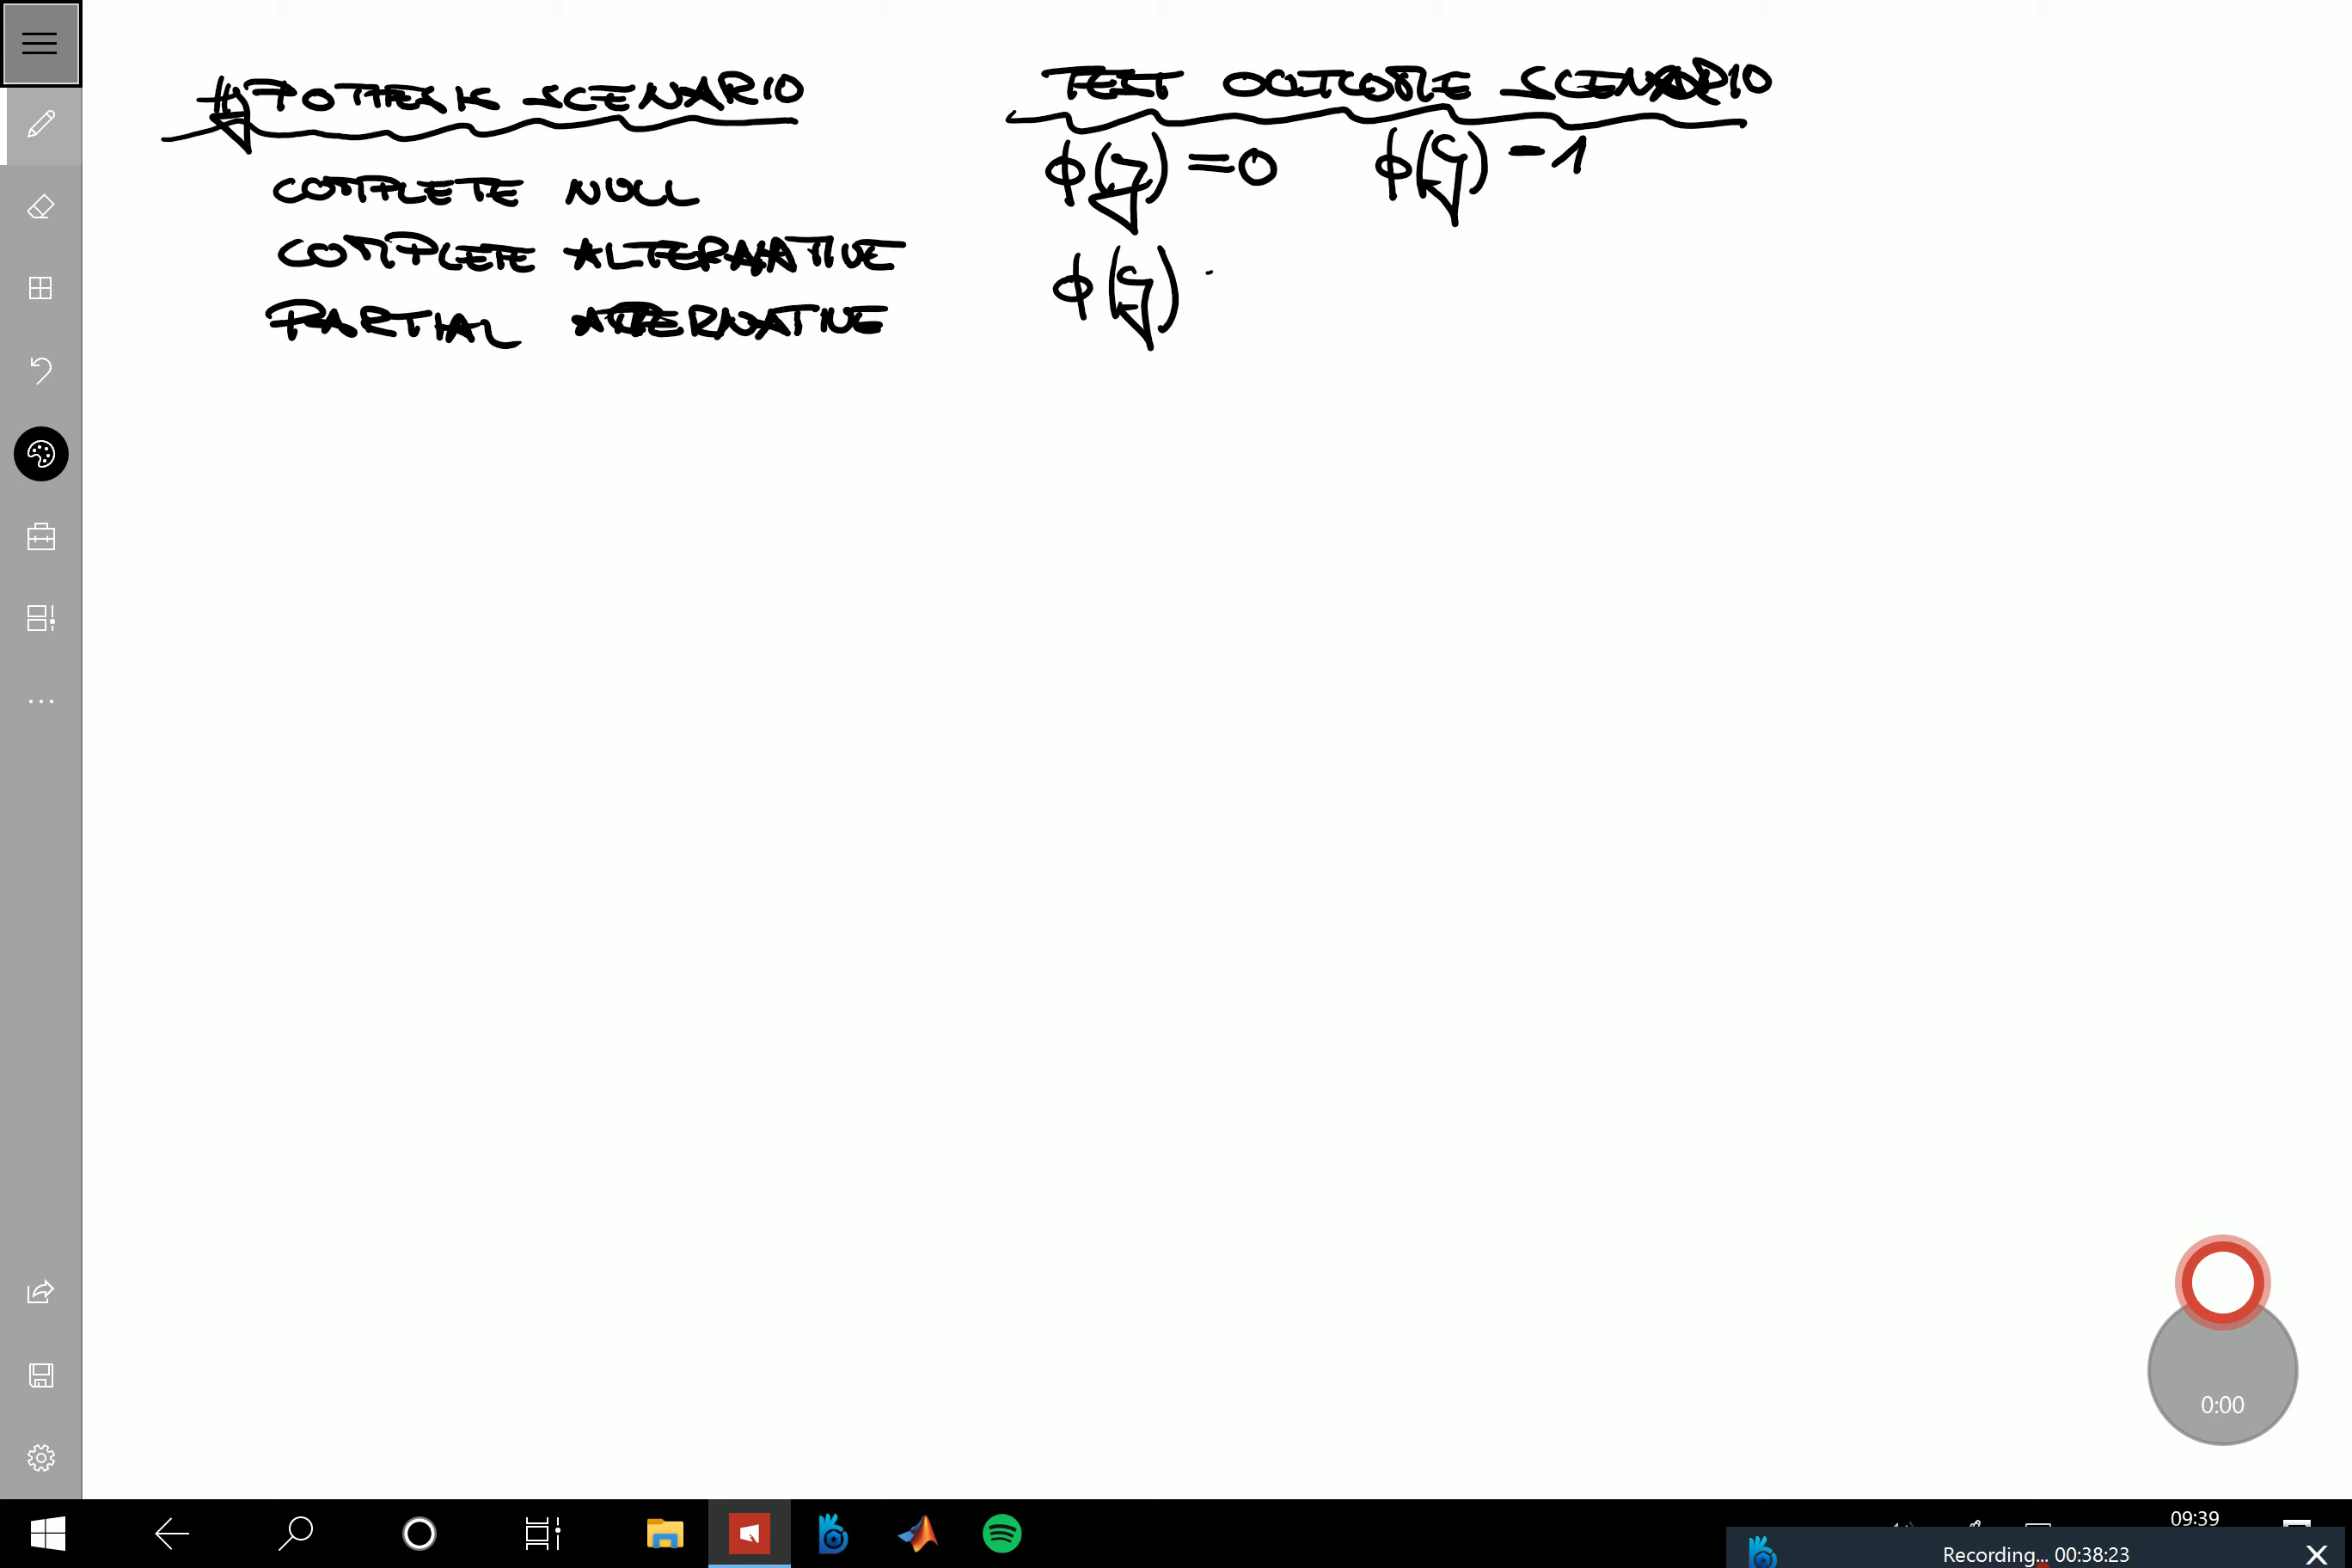 HYPOTHESIS SCENARIO
COMPLETE NULL
COMPLETE ALTERNATIVE
PARTIAL ALTERNATIVE
TEST OUTCOME SCENARIO
ϕ(y) = 0 ϕ(y) = 1
ϕ(y)
0:00
09:39
Recording... 00:38:23